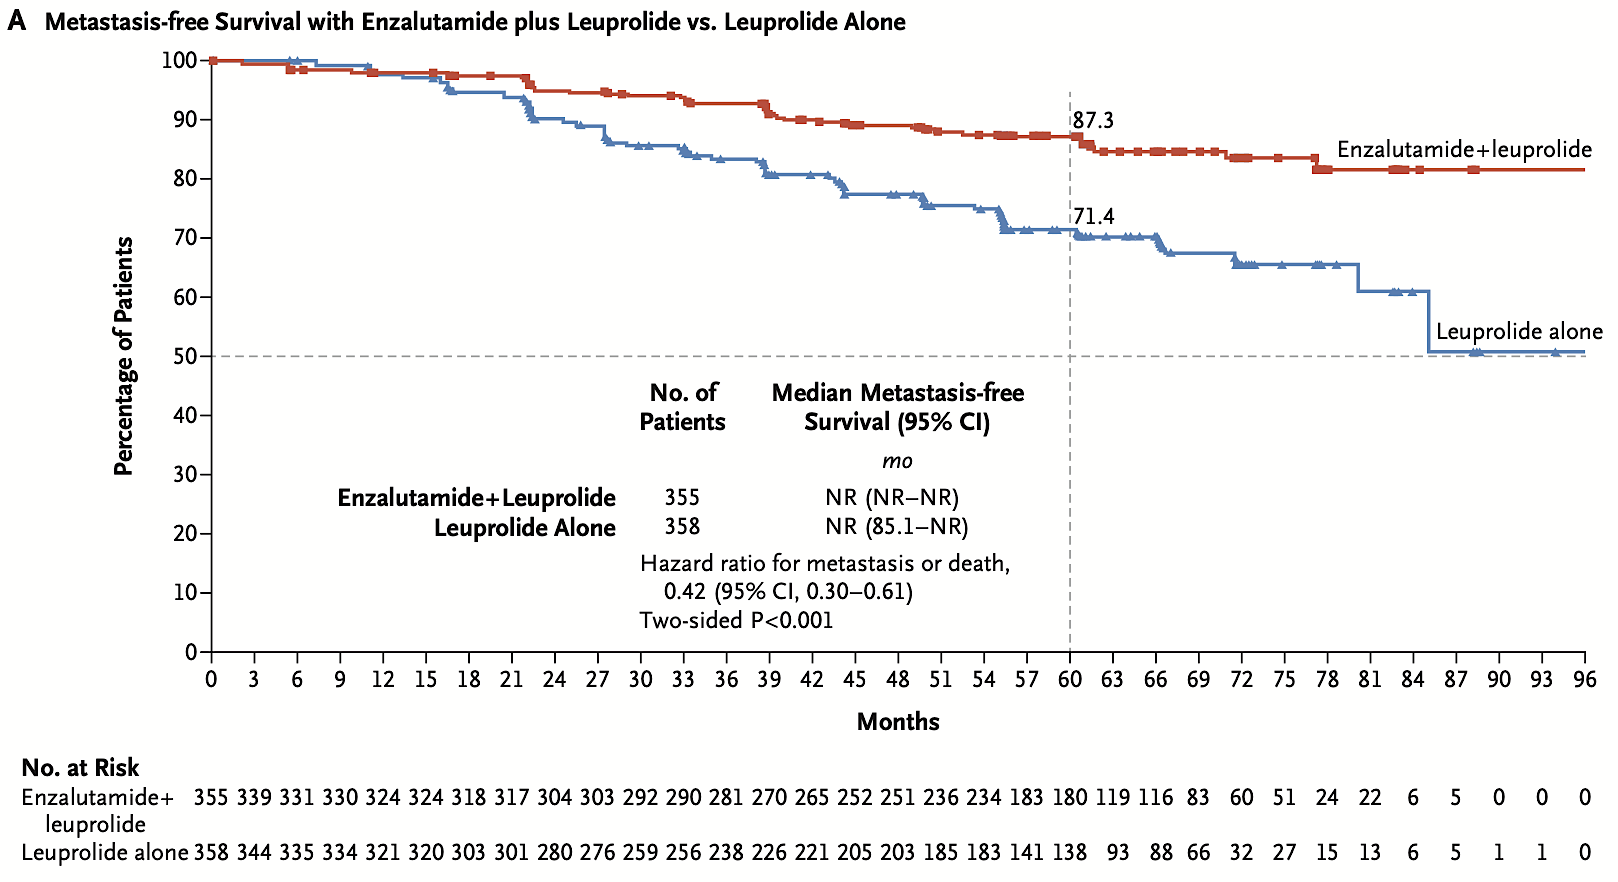 A Metastasis-free Survival with Enzalutamide plus Leuprolide vs. Leuprolide Alone
Percentage of Patients
100
90
80
70
60
50
40
30
20
10
0
87.3
71.4
Enzalutamide+leuprolide
Leuprolide alone
No. of Patients
Median Metastasis-free Survival (95% CI)
mo
Enzalutamide+Leuprolide 355 NR (NR–NR)
Leuprolide Alone 358 NR (85.1–NR)
Hazard ratio for metastasis or death,
0.42 (95% CI, 0.30–0.61)
Two-sided P<0.001
0 3 6 9 12 15 18 21 24 27 30 33 36 39 42 45 48 51 54 57 60 63 66 69 72 75 78 81 84 87 90 93 96
Months
No. at Risk
Enzalutamide+ 355 339 331 330 324 324 318 317 304 303 292 290 281 270 265 252 251 236 234 183 180 119 116 83 60 51 24 22 6 5 0 0 0
leuprolide
Leuprolide alone 358 344 335 334 321 320 303 301 280 276 259 256 238 226 221 205 203 185 183 141 138 93 88 66 32 27 15 13 6 5 1 1 0